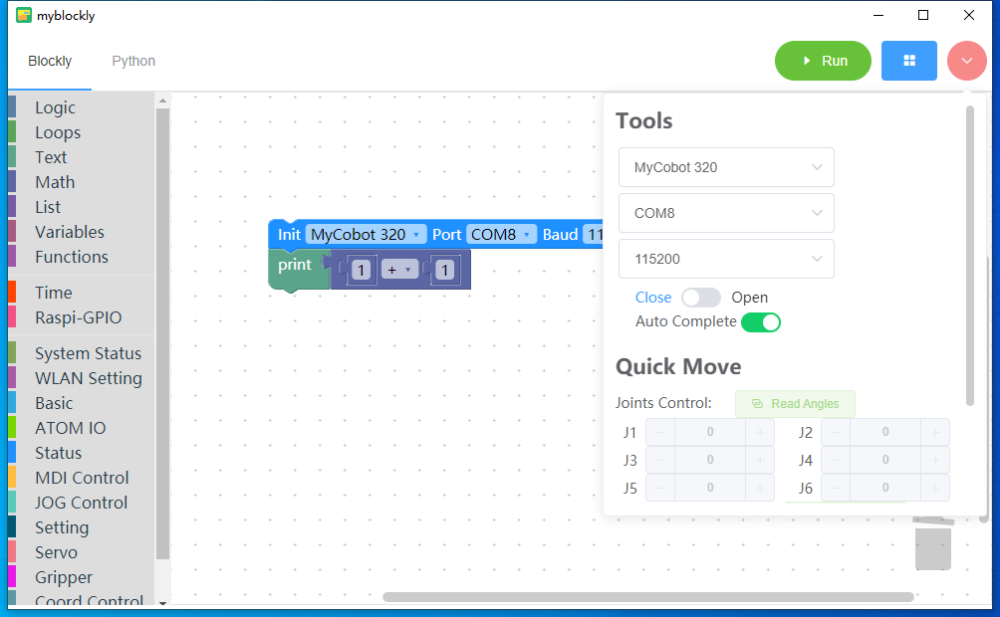 myblockly
Blockly Python Run
Logic
Loops
Text
Math
List
Variables
Functions
Time
Raspi-GPIO
System Status
WLAN Setting
Basic
ATOM IO
Status
MDI Control
JOG Control
Setting
Servo
Gripper
Coord Control
Init MyCobot 320 Port COM8 Baud 11
print 1 + 1
Tools
MyCobot 320
COM8
115200
Close Open
Auto Complete
Quick Move
Joints Control: Read Angles
J1 − 0 + J2 − 0 +
J3 − 0 + J4 − 0 +
J5 − 0 + J6 − 0 +